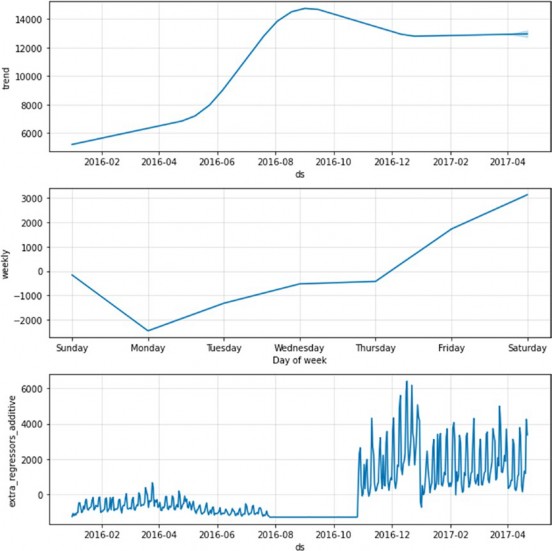 14000
12000
10000
8000
6000
trend
2016-02 2016-04 2016-06 2016-08 2016-10 2016-12 2017-02 2017-04
ds
3000
2000
1000
0
−1000
−2000
weekly
Sunday Monday Tuesday Wednesday Thursday Friday Saturday
Day of week
6000
4000
2000
0
extra_regressors_additive
2016-02 2016-04 2016-06 2016-08 2016-10 2016-12 2017-02 2017-04
ds